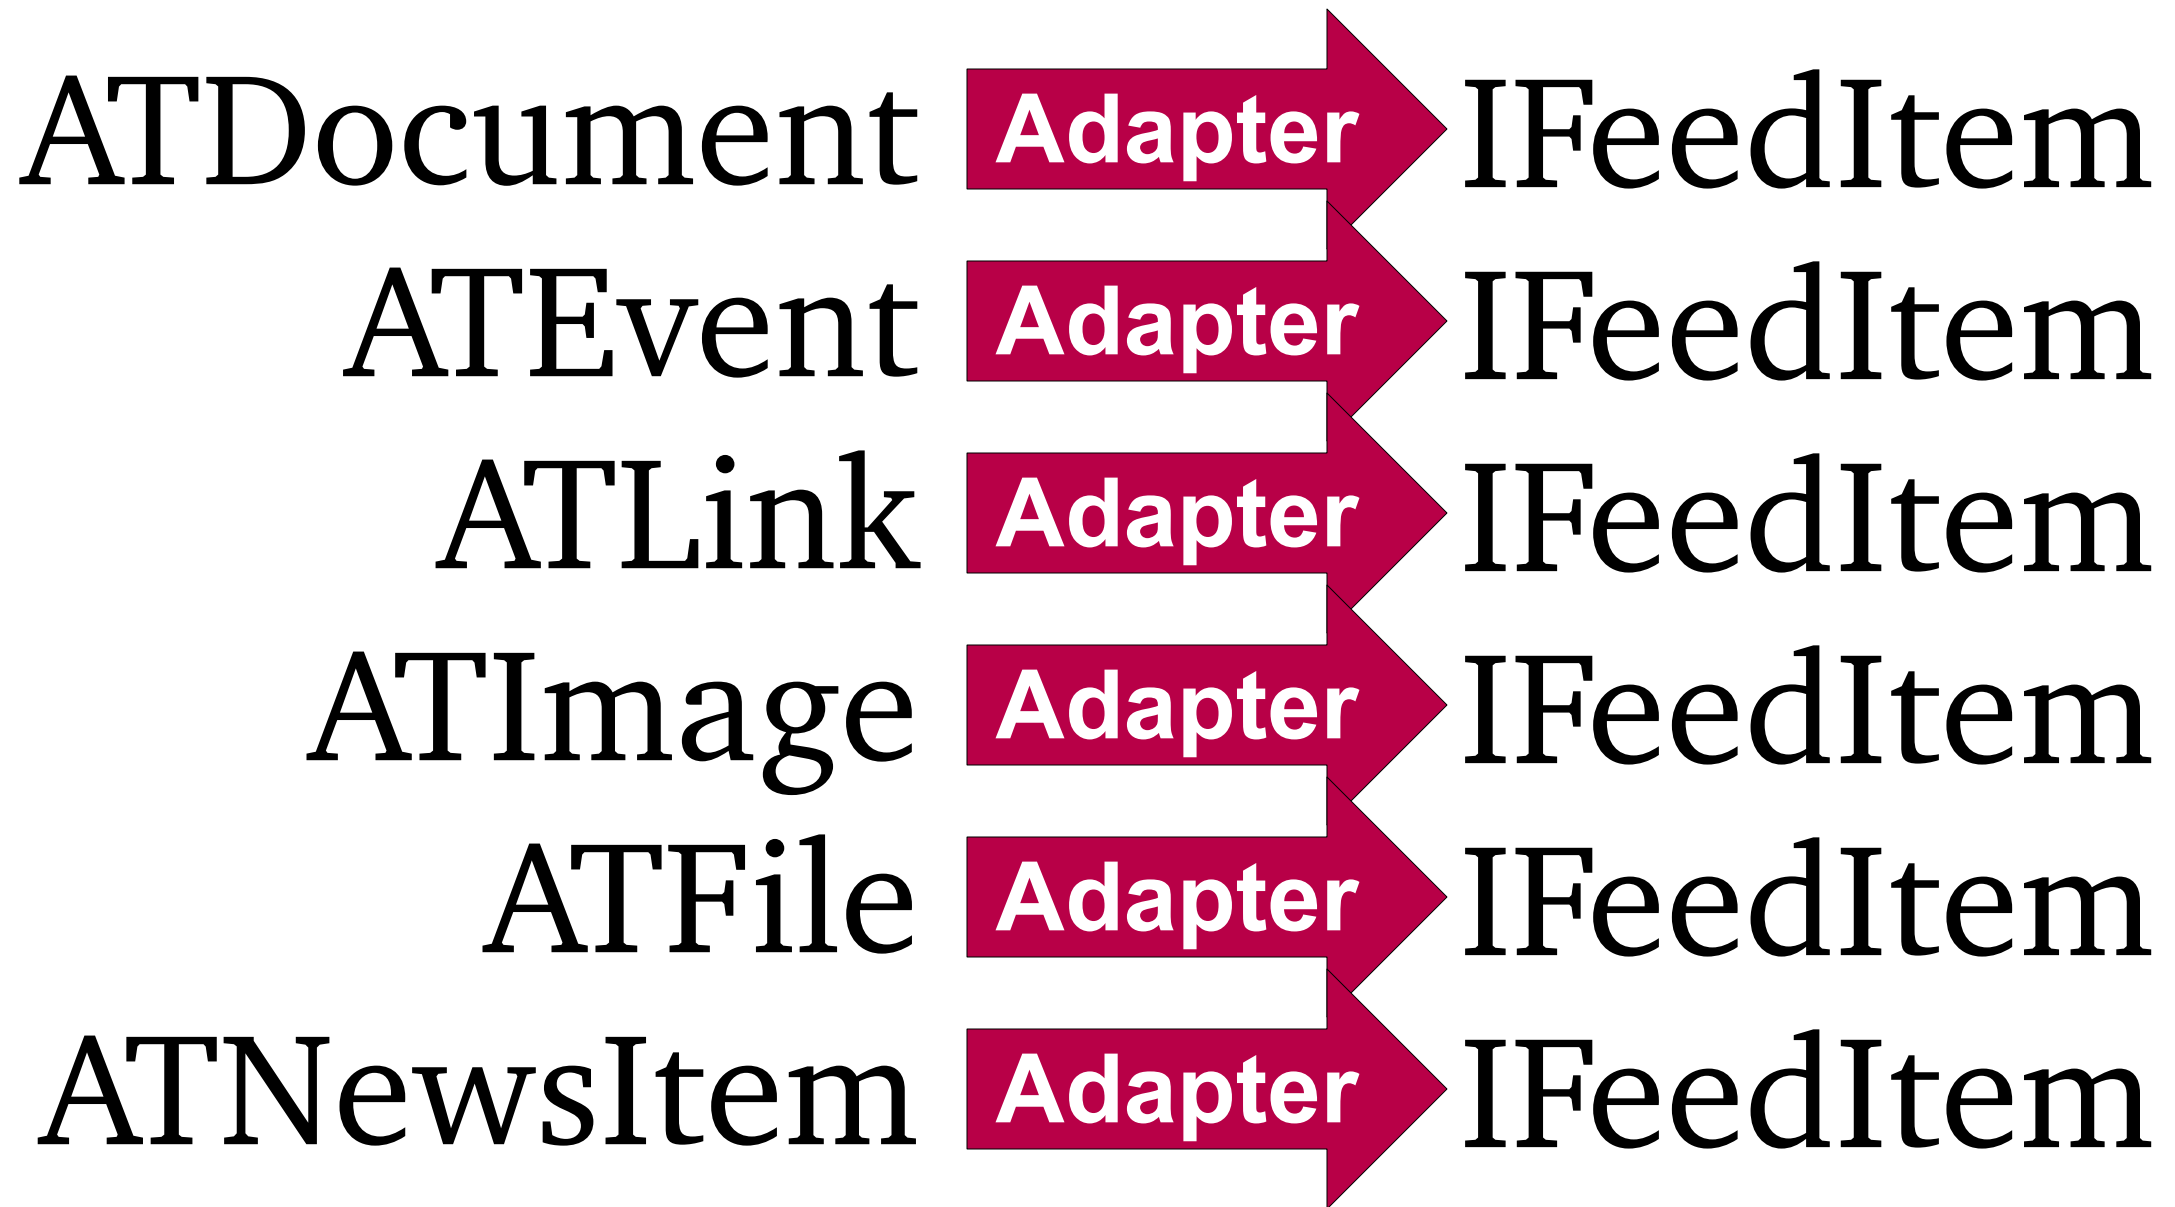 ATDocument Adapter IFeedItem
ATEvent Adapter IFeedItem
ATLink Adapter IFeedItem
ATImage Adapter IFeedItem
ATFile Adapter IFeedItem
ATNewsItem Adapter IFeedItem